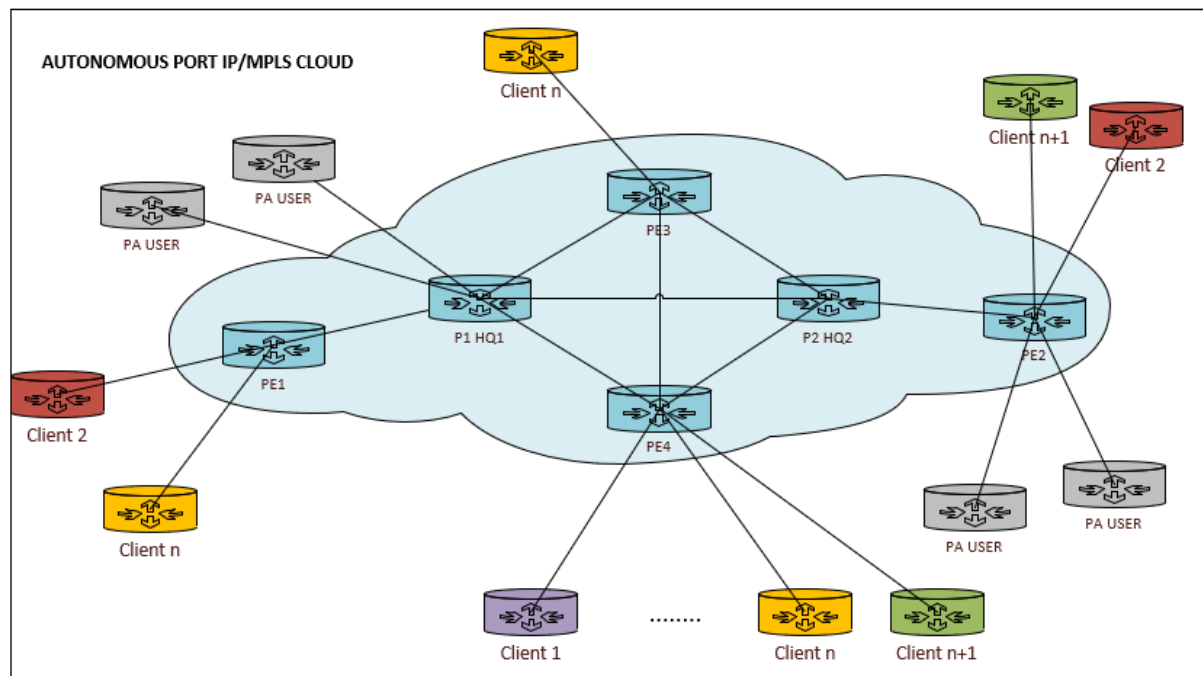 AUTONOMOUS PORT IP/MPLS CLOUD
Client n
Client n+1
Client 2
PA USER
PA USER
PE3
P1 HQ1
P2 HQ2
PE2
PE1
Client 2
PE4
Client n
PA USER
PA USER
Client 1
........
Client n
Client n+1